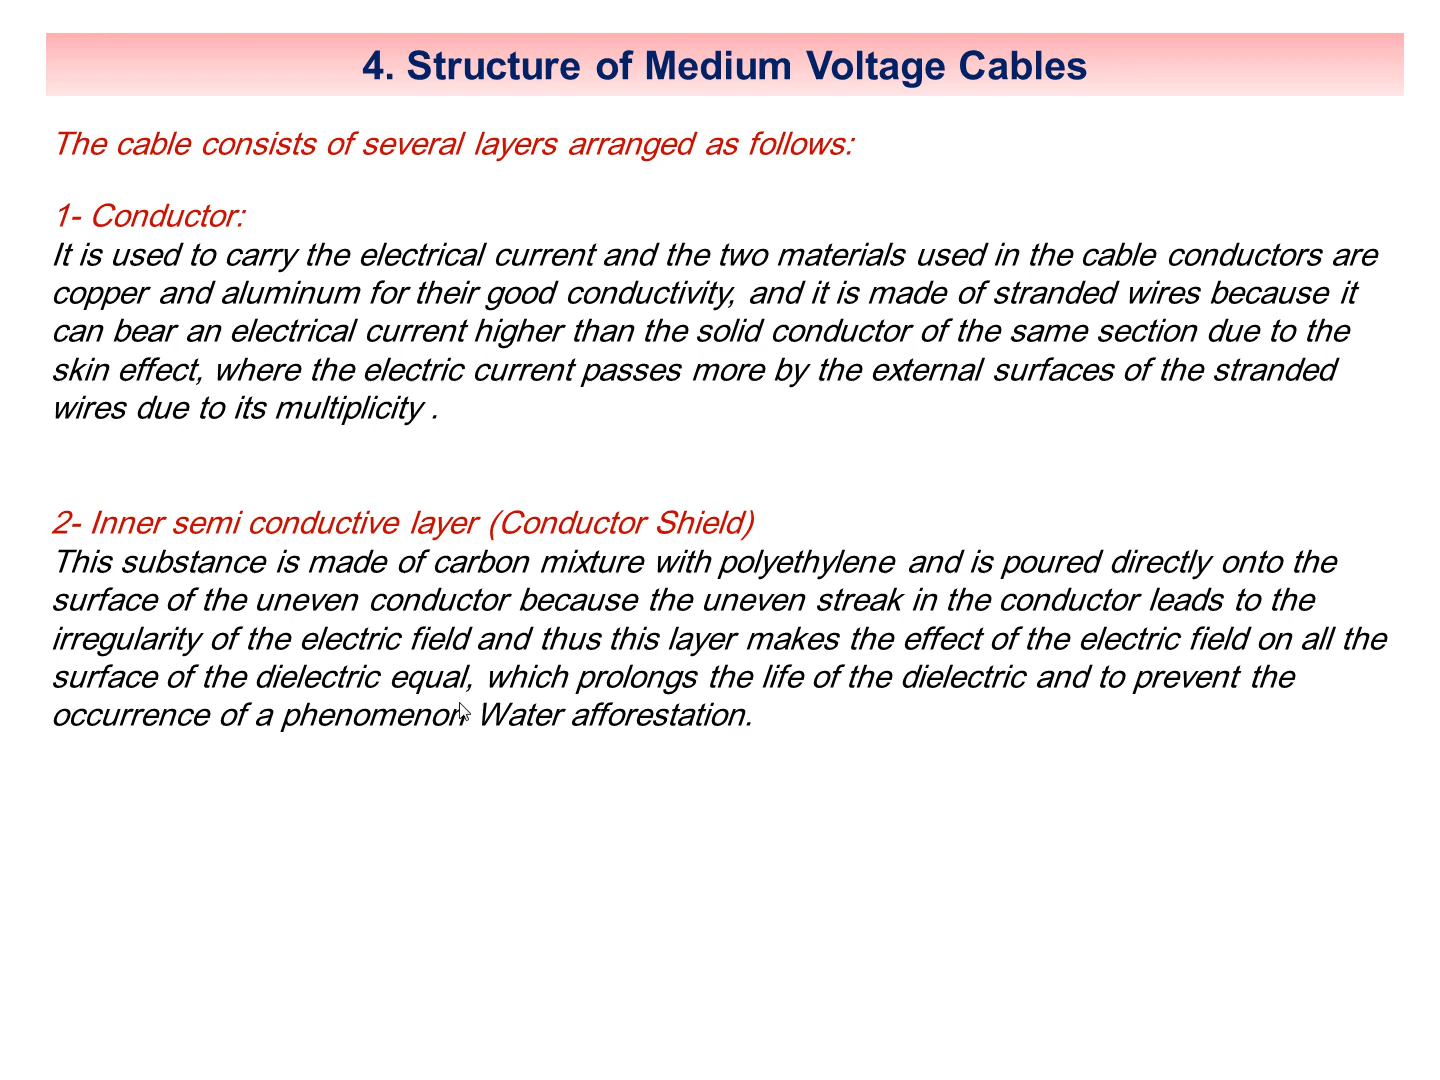 4. Structure of Medium Voltage Cables
The cable consists of several layers arranged as follows:
1- Conductor:
It is used to carry the electrical current and the two materials used in the cable conductors are
copper and aluminum for their good conductivity, and it is made of stranded wires because it
can bear an electrical current higher than the solid conductor of the same section due to the
skin effect, where the electric current passes more by the external surfaces of the stranded
wires due to its multiplicity .
2- Inner semi conductive layer (Conductor Shield)
This substance is made of carbon mixture with polyethylene and is poured directly onto the
surface of the uneven conductor because the uneven streak in the conductor leads to the
irregularity of the electric field and thus this layer makes the effect of the electric field on all the
surface of the dielectric equal, which prolongs the life of the dielectric and to prevent the
occurrence of a phenomenon Water afforestation.